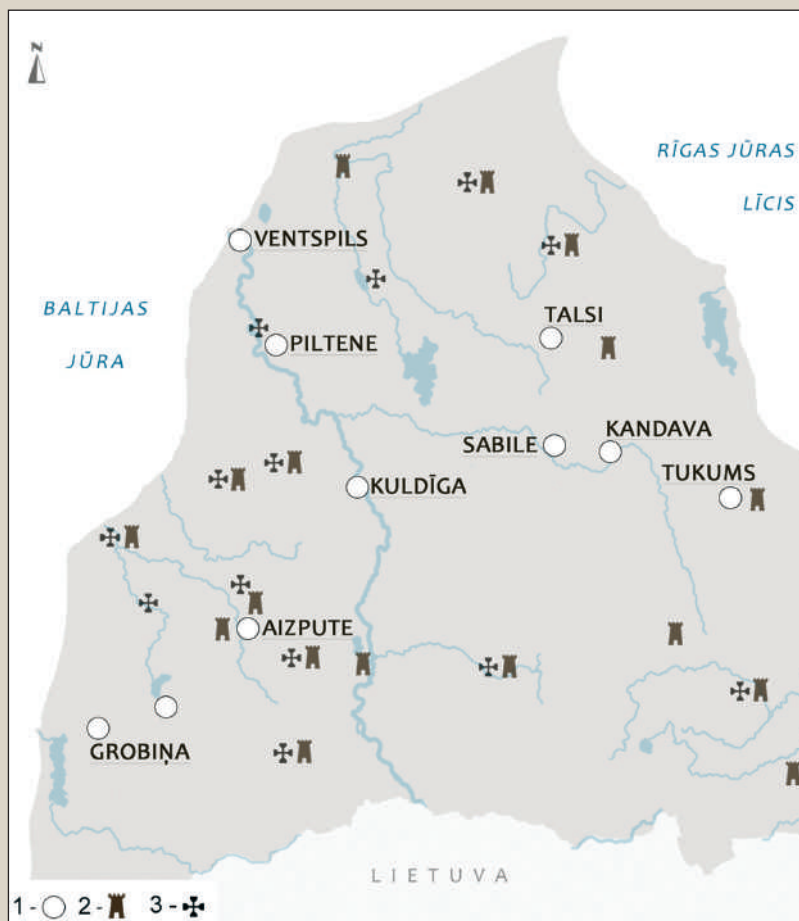 N
RĪGAS JŪRAS
LĪCIS
VENTSPILS
BALTIJAS
JŪRA
TALSI
PILTENE
SABILE
KANDAVA
TUKUMS
KULDĪGA
AIZPUTE
GROBIŅA
LIETUVA
1 - 2 - 3 -